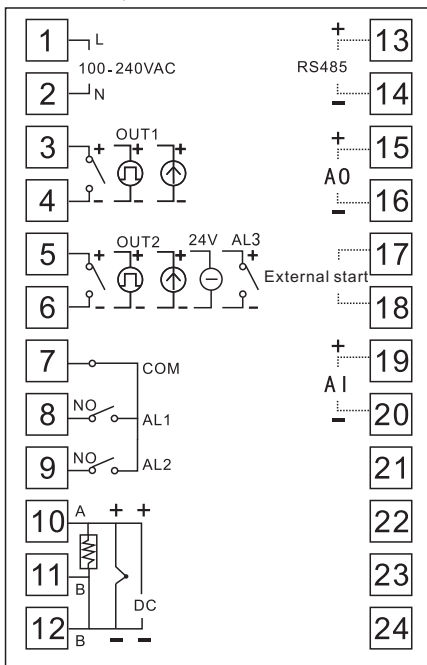 1 L + 13
100-240VAC RS485
2 N - 14
3 + OUT1 + + + 15
AO
4 - - - - 16
5 + OUT2 + + 24V AL3 + 17
External start
6 - - - - 18
7 COM + 19
AI
8 NO AL1 - 20
9 NO AL2 21
10 A + + 22
11 B 23
DC
12 B - - 24